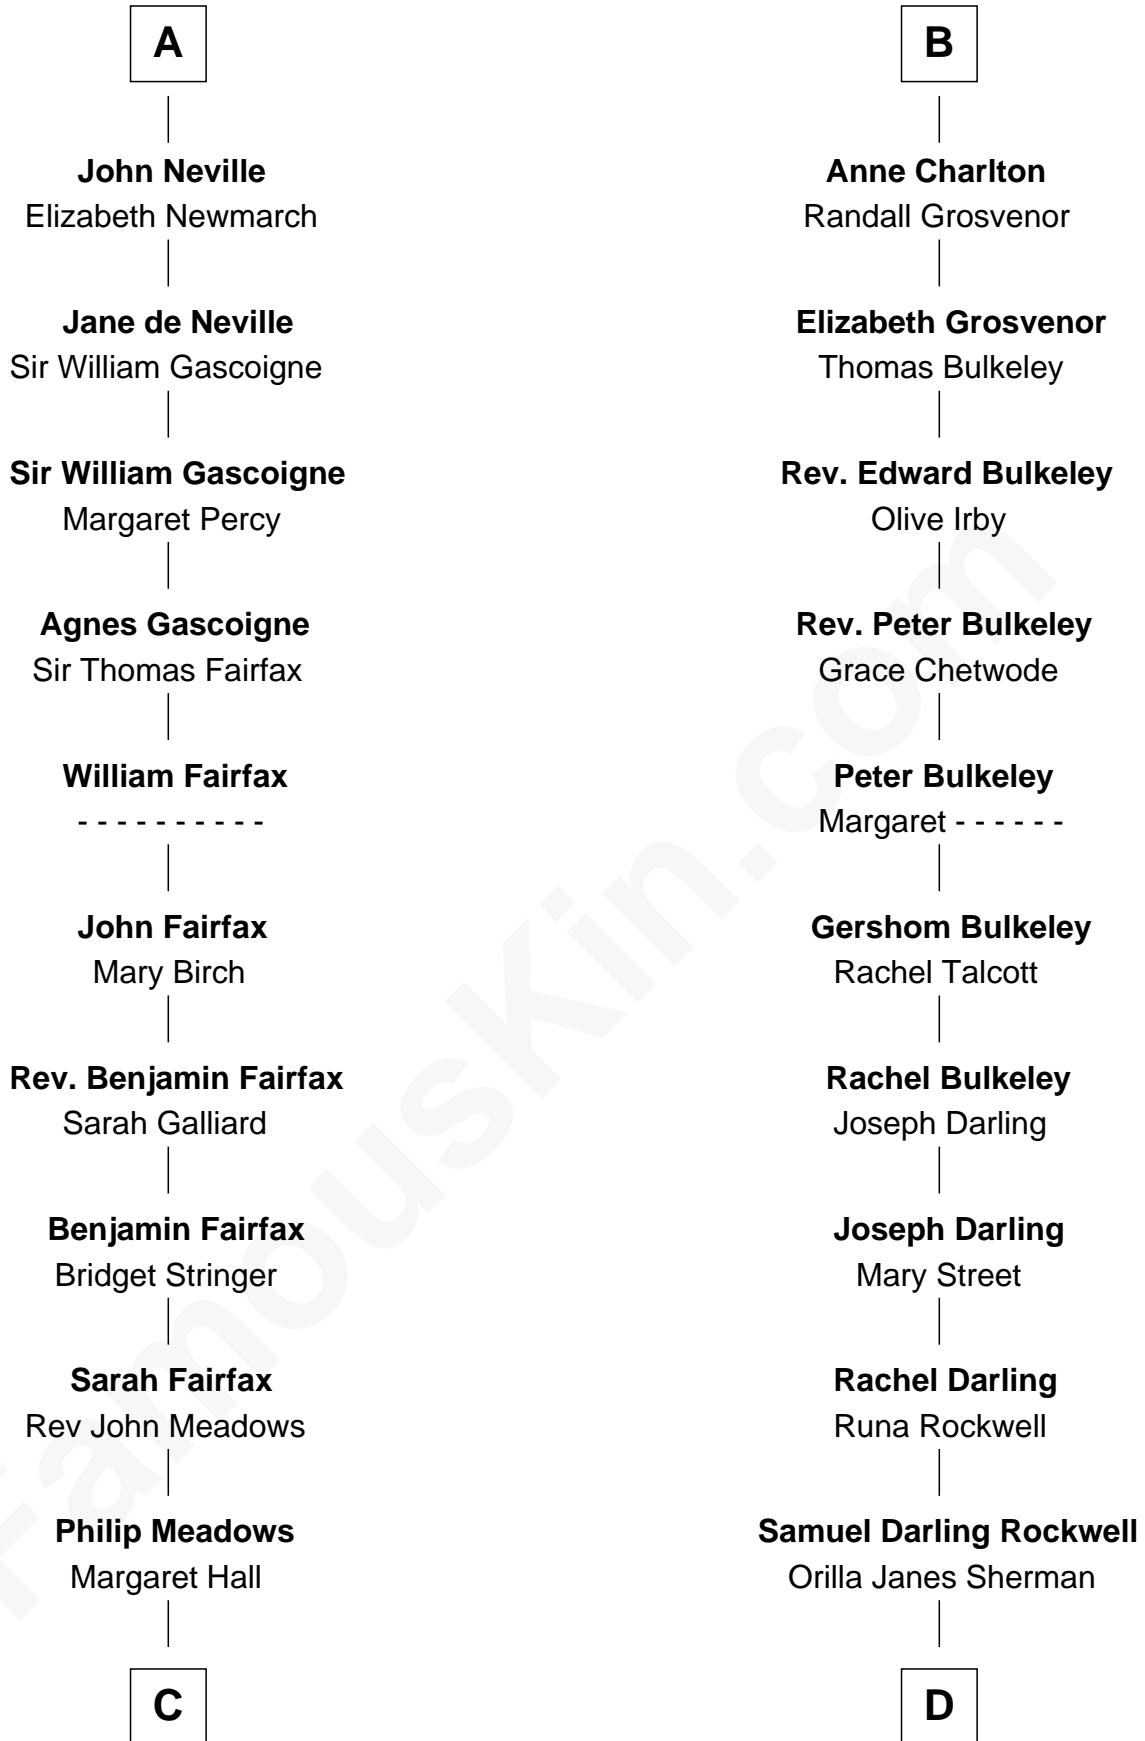 A
John Neville
Elizabeth Newmarch
Jane de Neville
Sir William Gascoigne
Sir William Gascoigne
Margaret Percy
Agnes Gascoigne
Sir Thomas Fairfax
William Fairfax
- - - - - - - - - -
John Fairfax
Mary Birch
Rev. Benjamin Fairfax
Sarah Galliard
Benjamin Fairfax
Bridget Stringer
Sarah Fairfax
Rev John Meadows
Philip Meadows
Margaret Hall
C
B
Anne Charlton
Randall Grosvenor
Elizabeth Grosvenor
Thomas Bulkeley
Rev. Edward Bulkeley
Olive Irby
Rev. Peter Bulkeley
Grace Chetwode
Peter Bulkeley
Margaret - - - - - -
Gershom Bulkeley
Rachel Talcott
Rachel Bulkeley
Joseph Darling
Joseph Darling
Mary Street
Rachel Darling
Runa Rockwell
Samuel Darling Rockwell
Orilla Janes Sherman
D
FamousKin.com